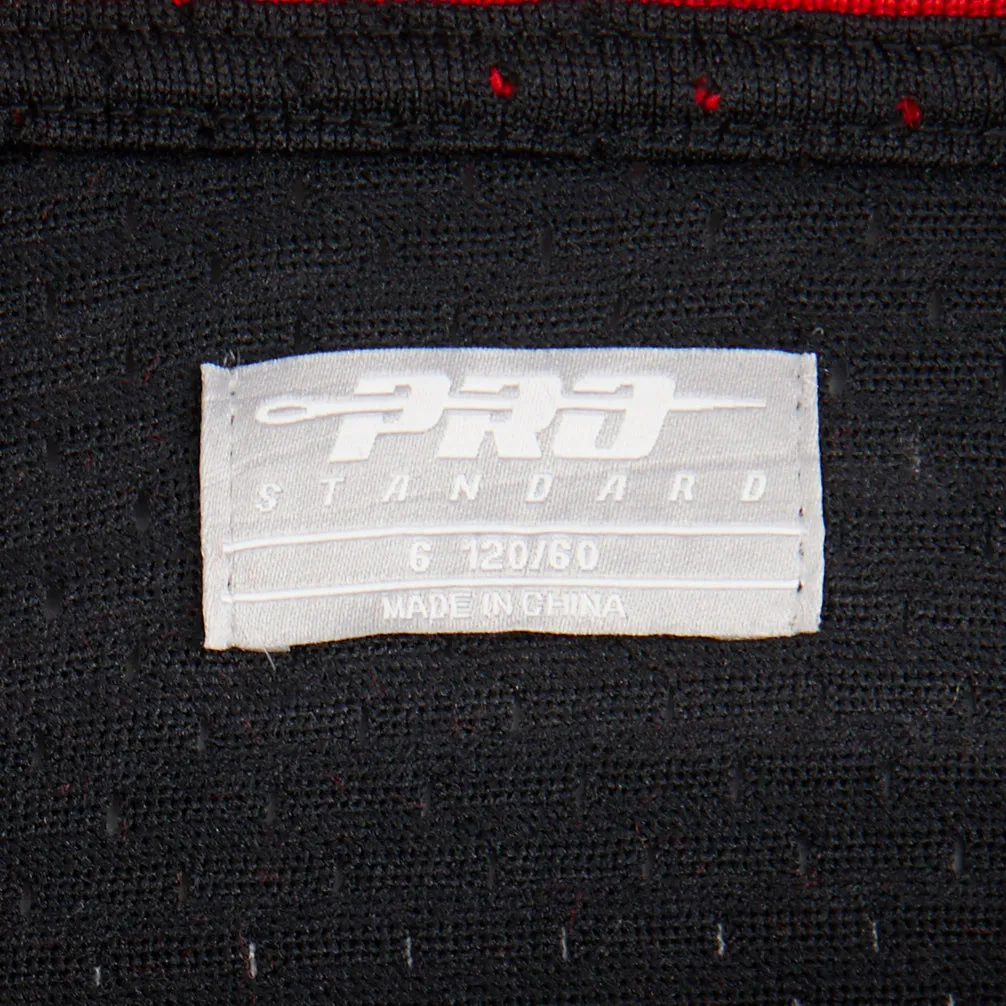 PRO
STANDARD
6 120/60
MADE IN CHINA